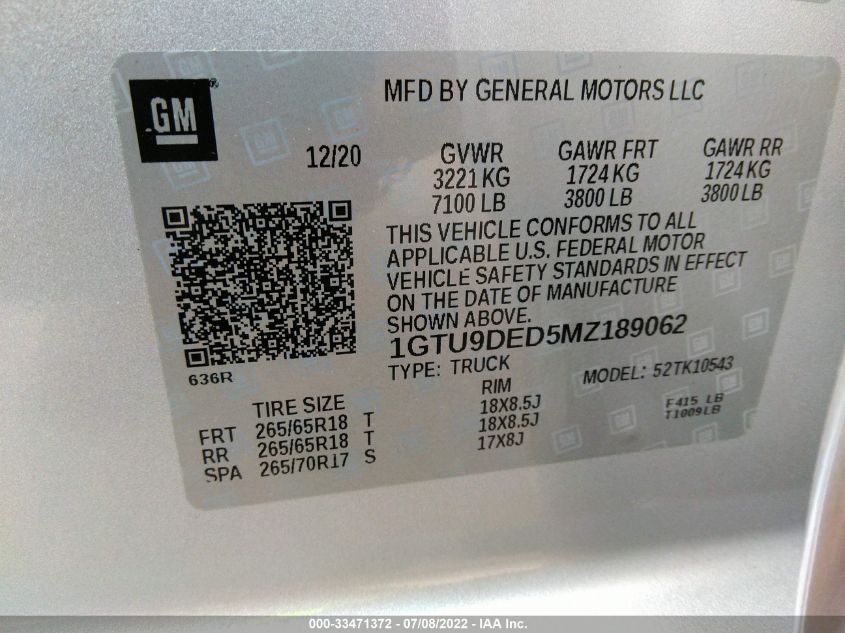 GM
MFD BY GENERAL MOTORS LLC
12/20
GVWR GAWR FRT GAWR RR
3221 KG 1724 KG 1724 KG
7100 LB 3800 LB 3800 LB
THIS VEHICLE CONFORMS TO ALL
APPLICABLE U.S. FEDERAL MOTOR
VEHICLE SAFETY STANDARDS IN EFFECT
ON THE DATE OF MANUFACTURE
SHOWN ABOVE.
1GTU9DED5MZ189062
636R
TYPE: TRUCK MODEL: 52TK10543
TIRE SIZE RIM
FRT 265/65R18 T 18X8.5J F415 LB
RR 265/65R18 T 18X8.5J T1009LB
SPA 265/70R17 S 17X8J
000-33471372 - 07/08/2022 - IAA Inc.